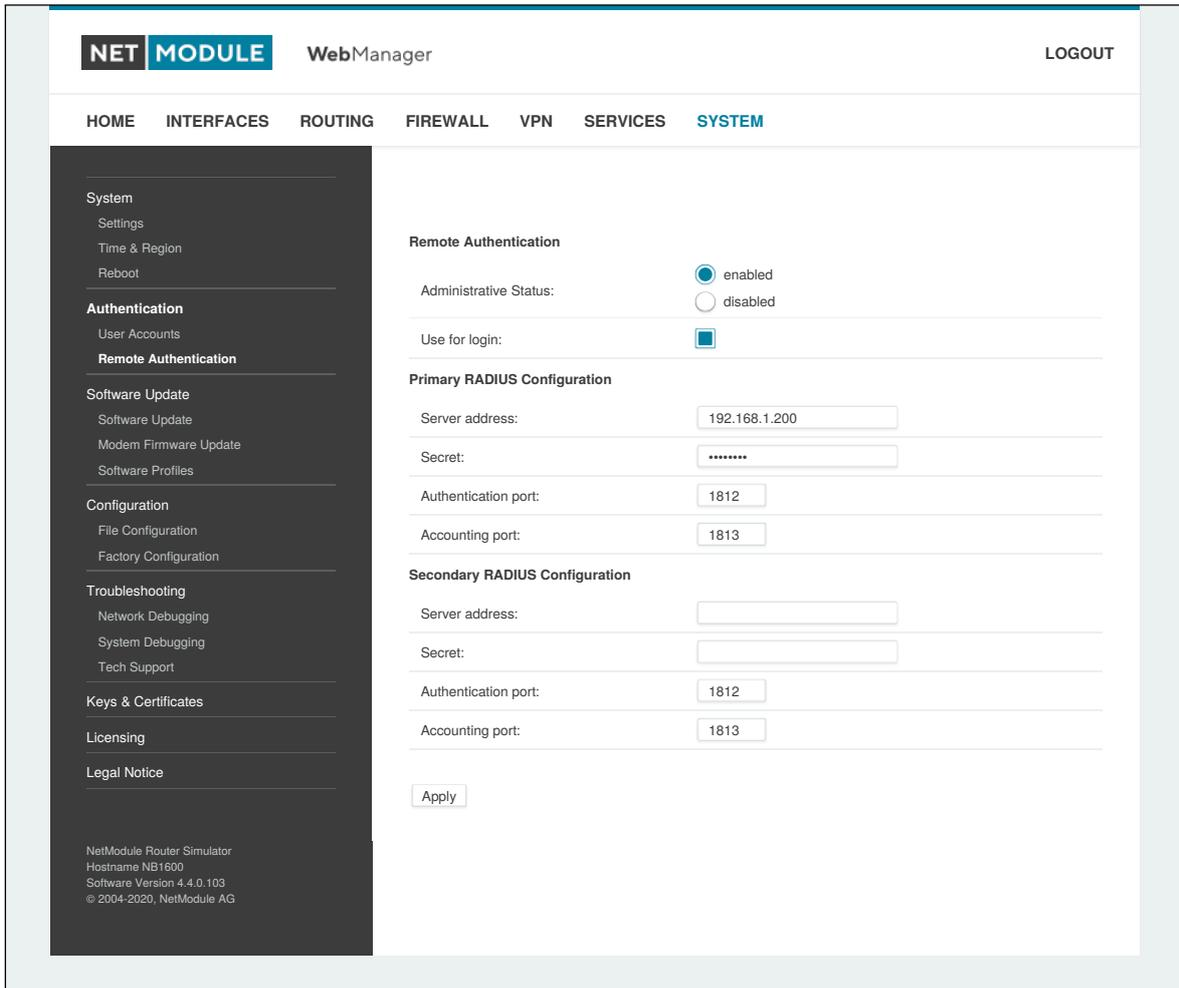 NET MODULE WebManager LOGOUT
HOME INTERFACES ROUTING FIREWALL VPN SERVICES SYSTEM
System
Settings
Time & Region
Reboot
Authentication
User Accounts
Remote Authentication
Software Update
Software Update
Modem Firmware Update
Software Profiles
Configuration
File Configuration
Factory Configuration
Troubleshooting
Network Debugging
System Debugging
Tech Support
Keys & Certificates
Licensing
Legal Notice
NetModule Router Simulator
Hostname NB1600
Software Version 4.4.0.103
© 2004-2020, NetModule AG
Remote Authentication
Administrative Status:
enabled
disabled
Use for login:
Primary RADIUS Configuration
Server address: 192.168.1.200
Secret: ••••••••
Authentication port: 1812
Accounting port: 1813
Secondary RADIUS Configuration
Server address:
Secret:
Authentication port: 1812
Accounting port: 1813
Apply